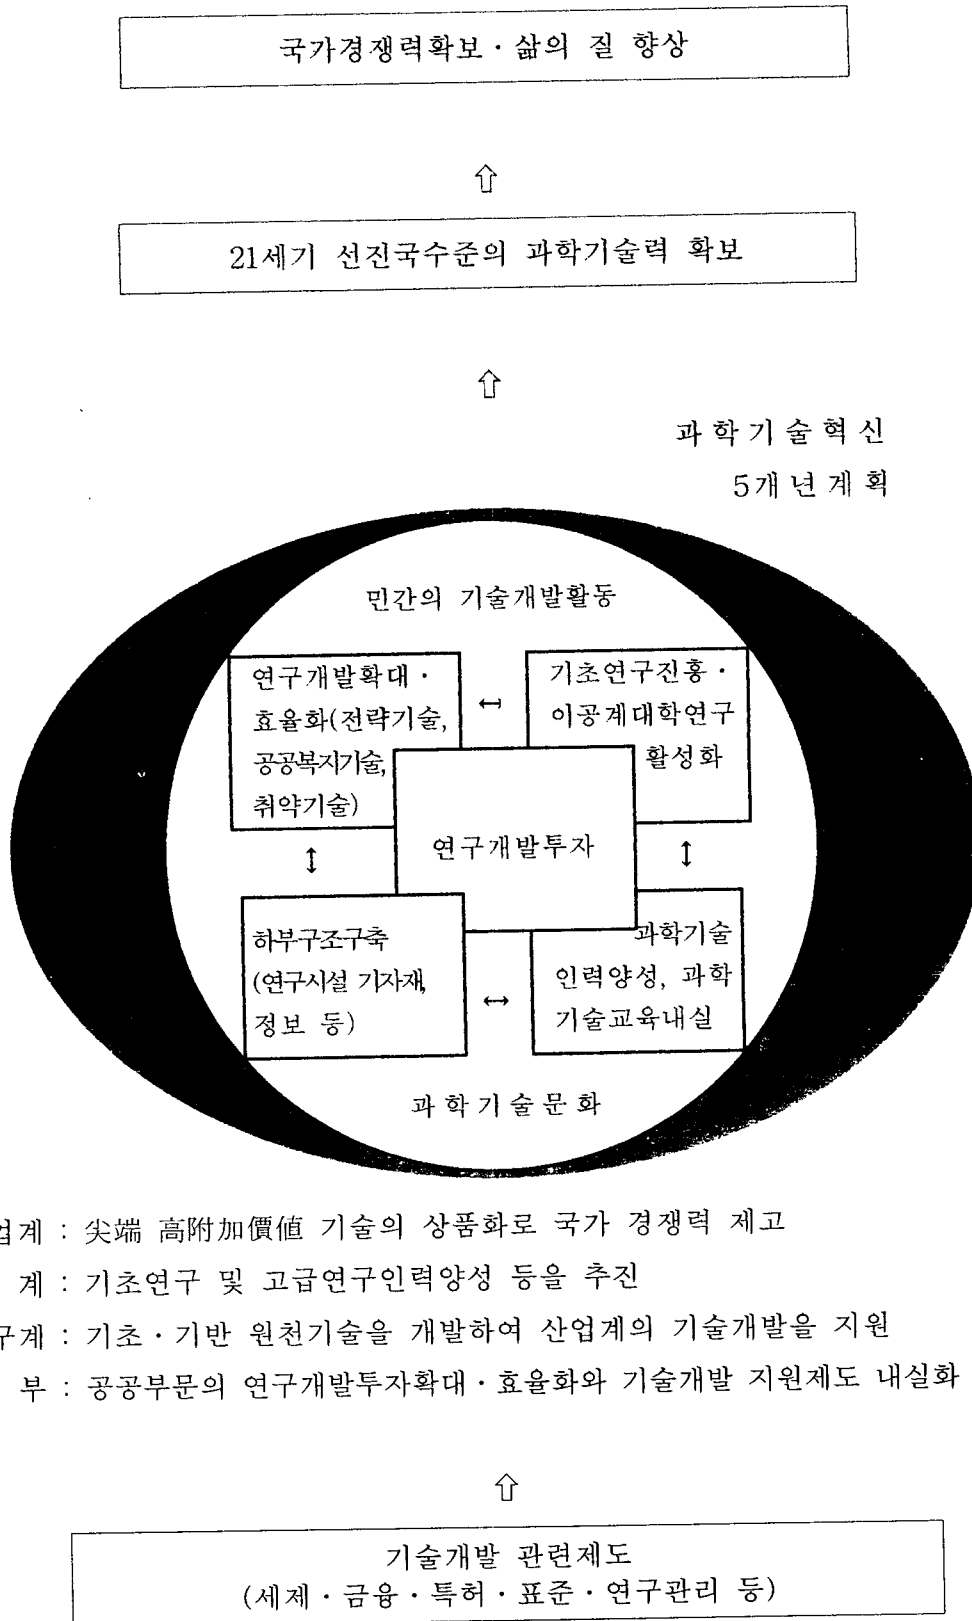 국가경쟁력확보·삶의 질 향상
⇧
21세기 선진국수준의 과학기술력 확보
⇧
과학기술혁신
5개년계획
민간의 기술개발활동
연구개발확대·
효율화(전략기술,
공공복지기술,
취약기술)
↔
기초연구진흥·
이공계대학연구
활성화
연구개발투자
↕
↕
하부구조구축
(연구시설 기자재,
정보 등)
↔
과학기술
인력양성, 과학
기술교육내실
과학기술문화
업계 : 尖端 高附加價値 기술의 상품화로 국가 경쟁력 제고
계 : 기초연구 및 고급연구인력양성 등을 추진
구계 : 기초·기반 원천기술을 개발하여 산업계의 기술개발을 지원
부 : 공공부문의 연구개발투자확대·효율화와 기술개발 지원제도 내실화
⇧
기술개발 관련제도
(세제·금융·특허·표준·연구관리 등)